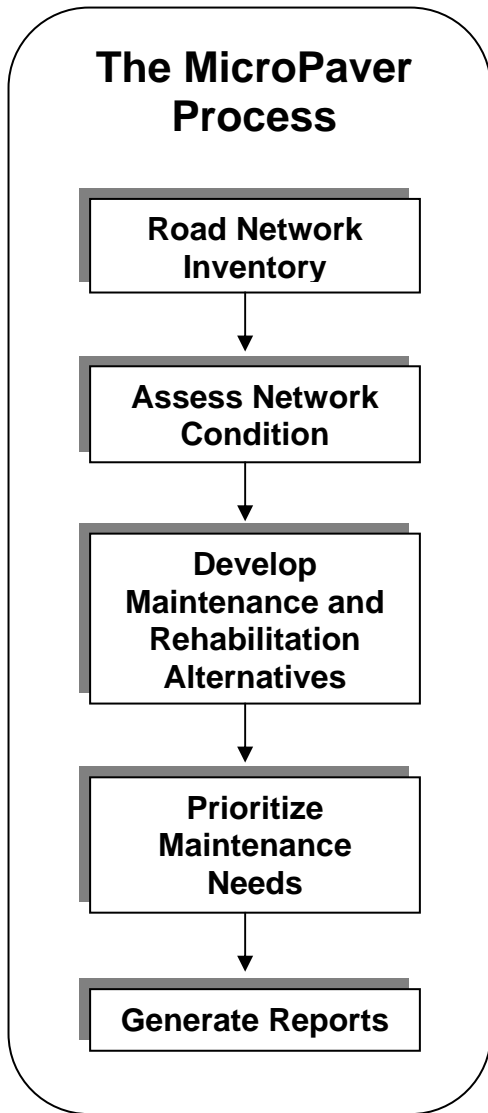 The MicroPaver
Process
Road Network
Inventory
Assess Network
Condition
Develop
Maintenance and
Rehabilitation
Alternatives
Prioritize
Maintenance
Needs
Generate Reports